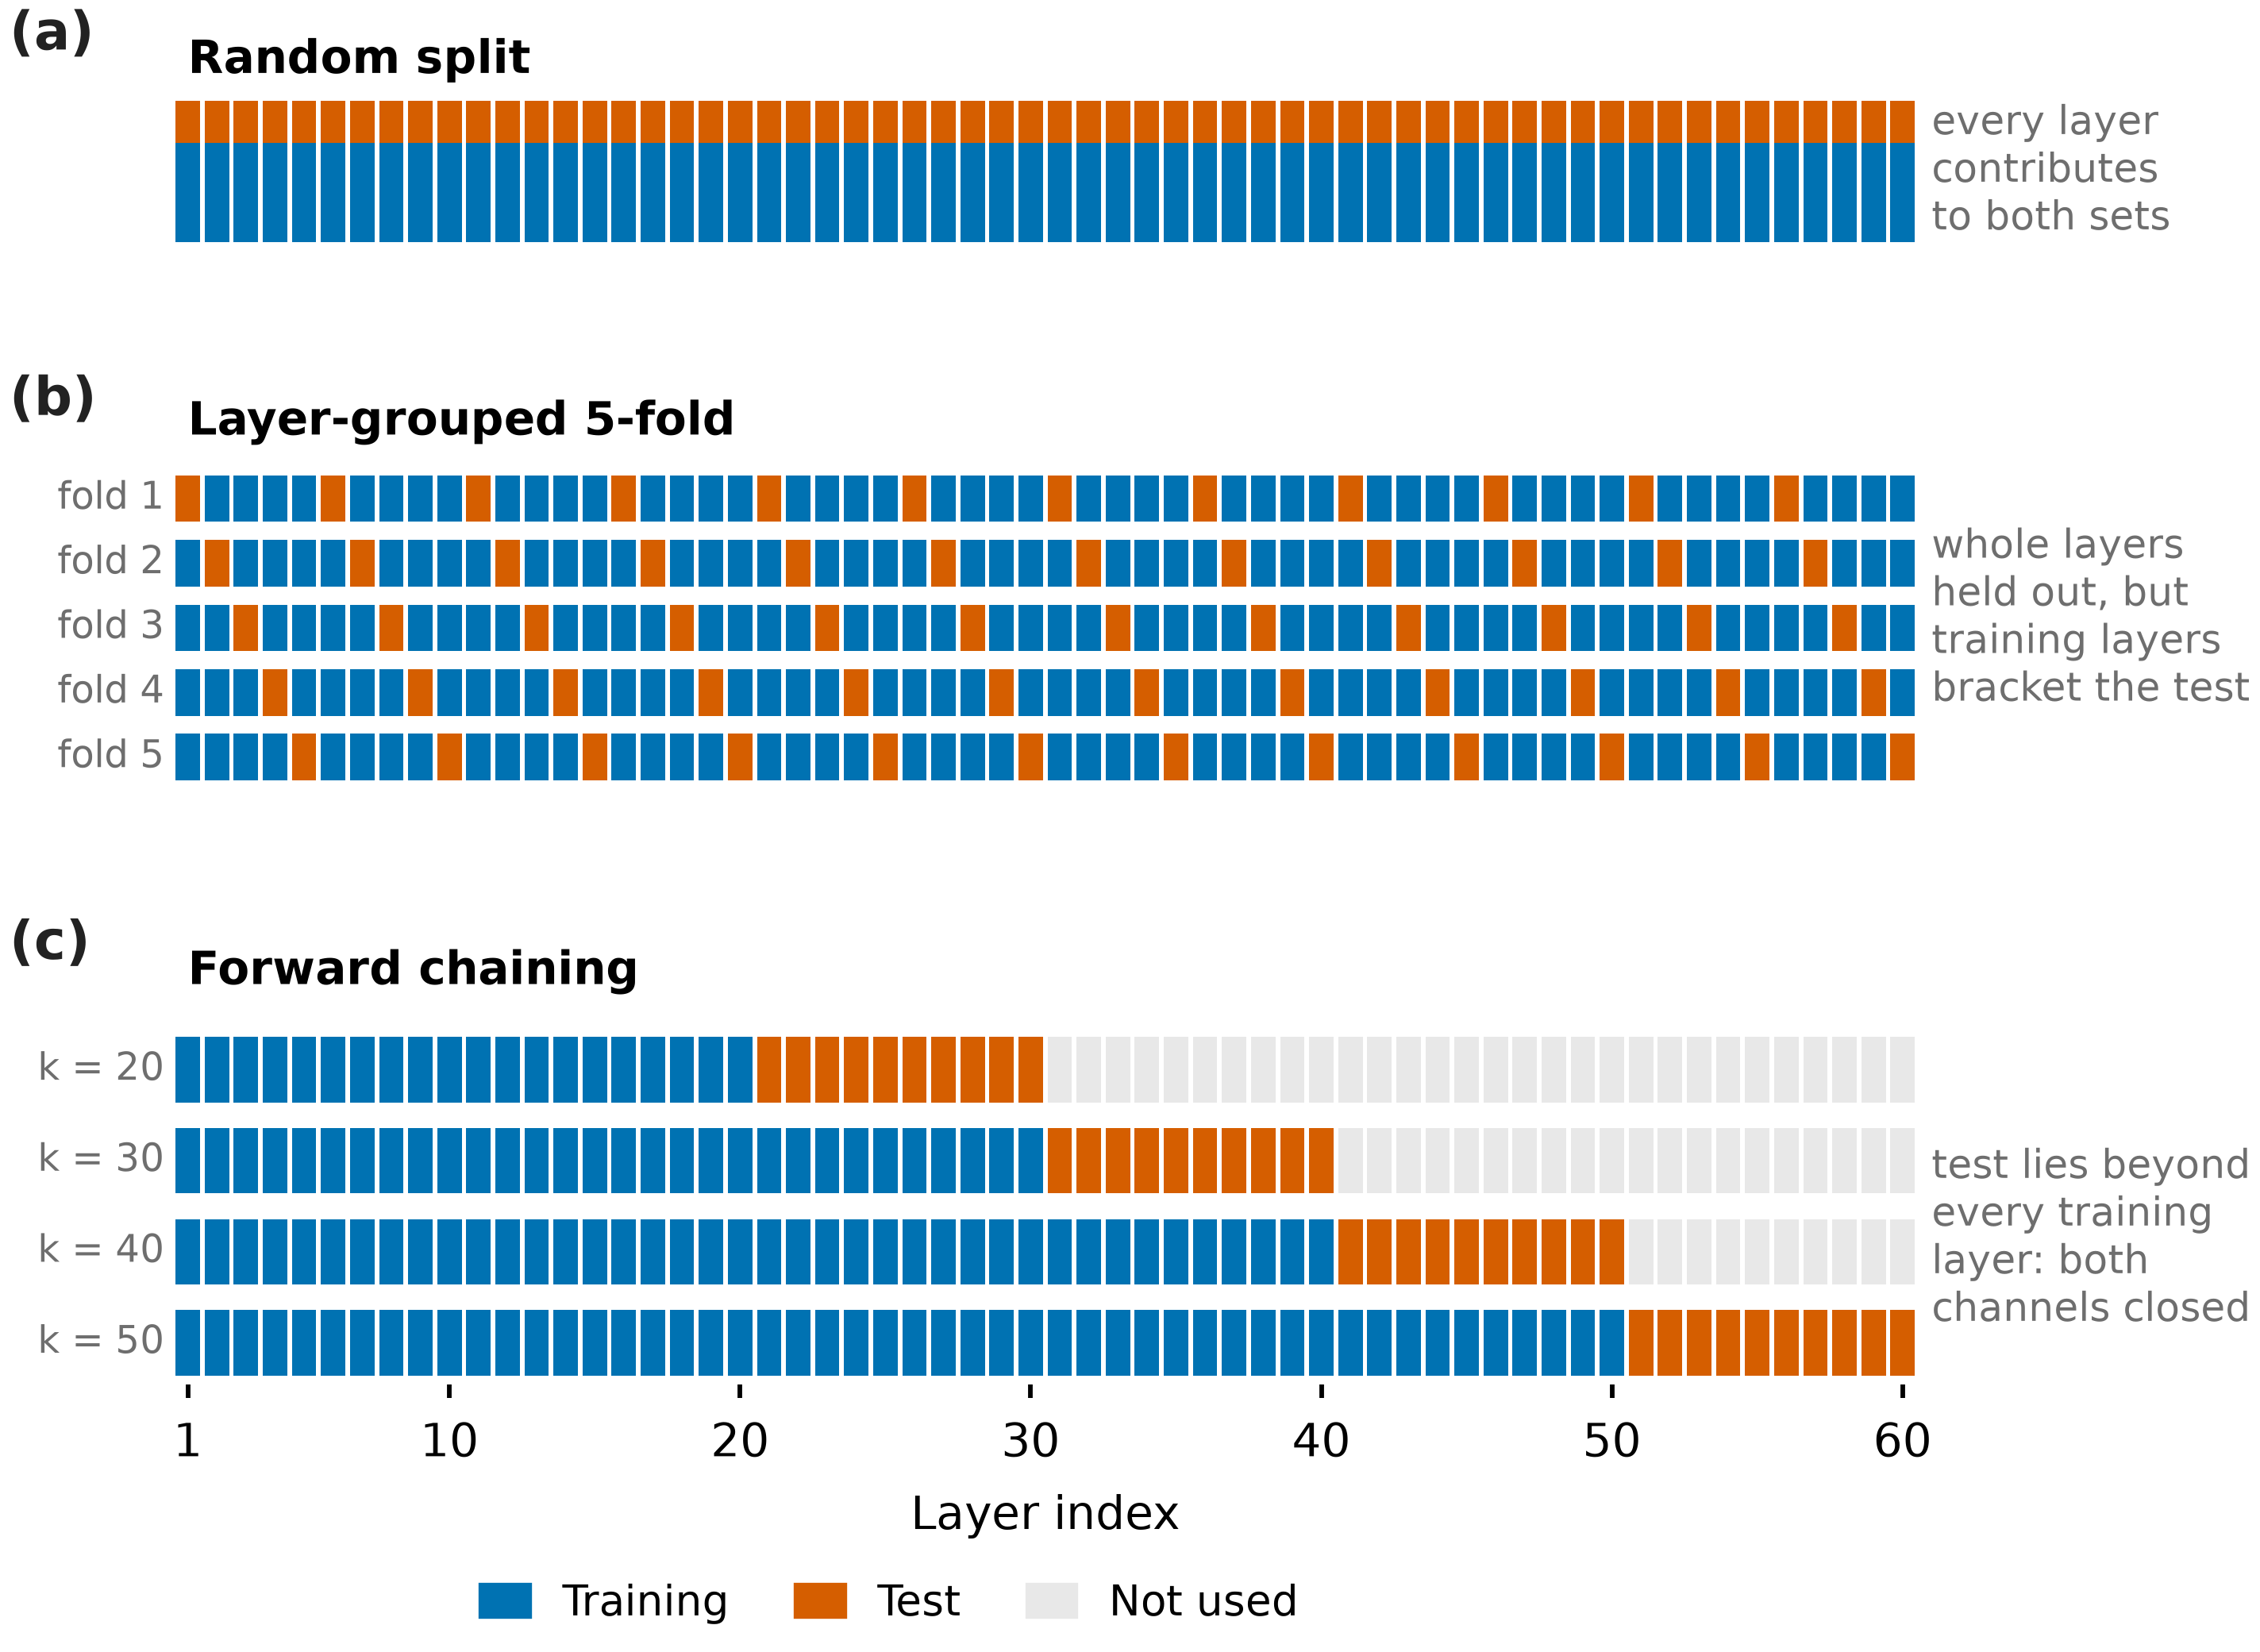 (a)
Random split
every layer
contributes
to both sets
(b)
Layer-grouped 5-fold
fold 1
fold 2
fold 3
fold 4
fold 5
whole layers
held out, but
training layers
bracket the test
(c)
Forward chaining
k = 20
k = 30
k = 40
k = 50
test lies beyond
every training
layer: both
channels closed
1 10 20 30 40 50 60
Layer index
Training Test Not used